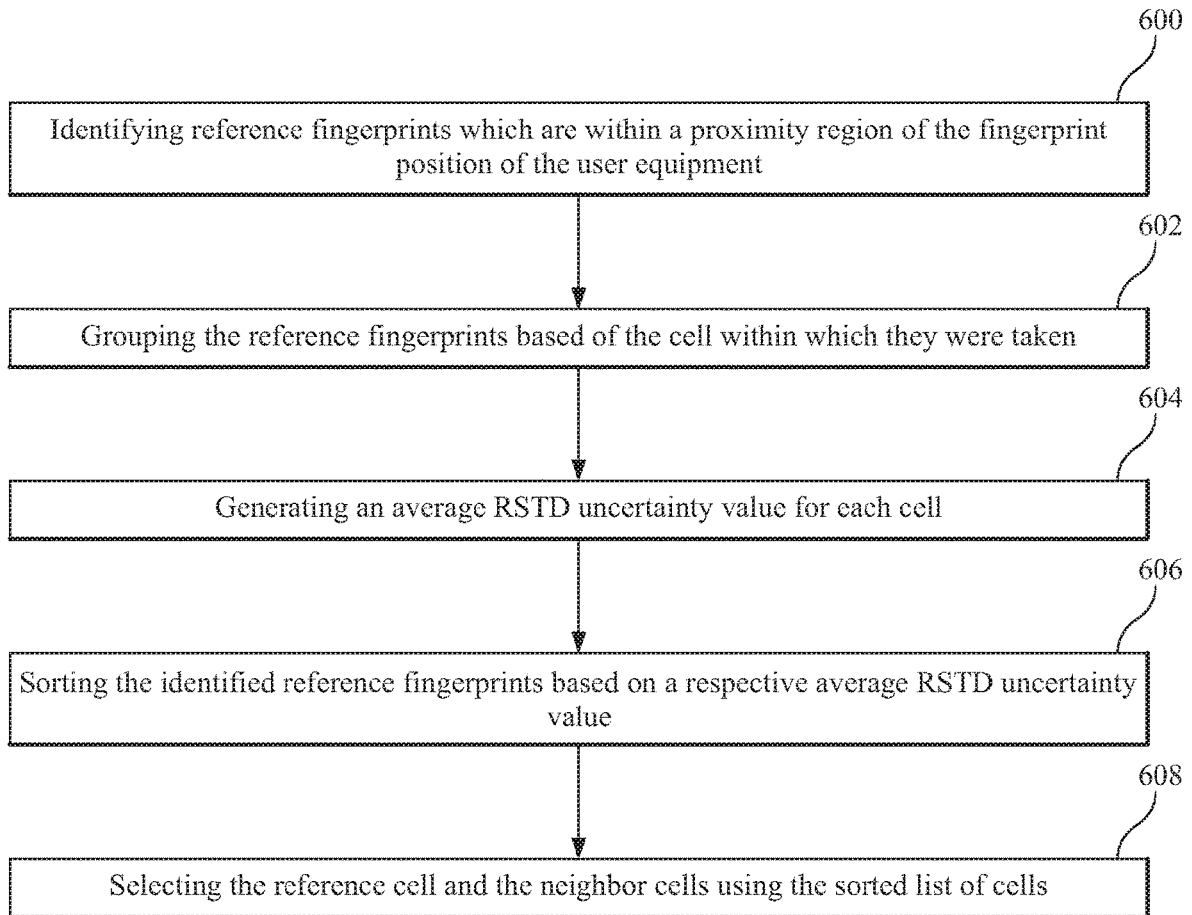 600
Identifying reference fingerprints which are within a proximity region of the fingerprint
position of the user equipment
602
Grouping the reference fingerprints based of the cell within which they were taken
604
Generating an average RSTD uncertainty value for each cell
606
Sorting the identified reference fingerprints based on a respective average RSTD uncertainty
value
608
Selecting the reference cell and the neighbor cells using the sorted list of cells